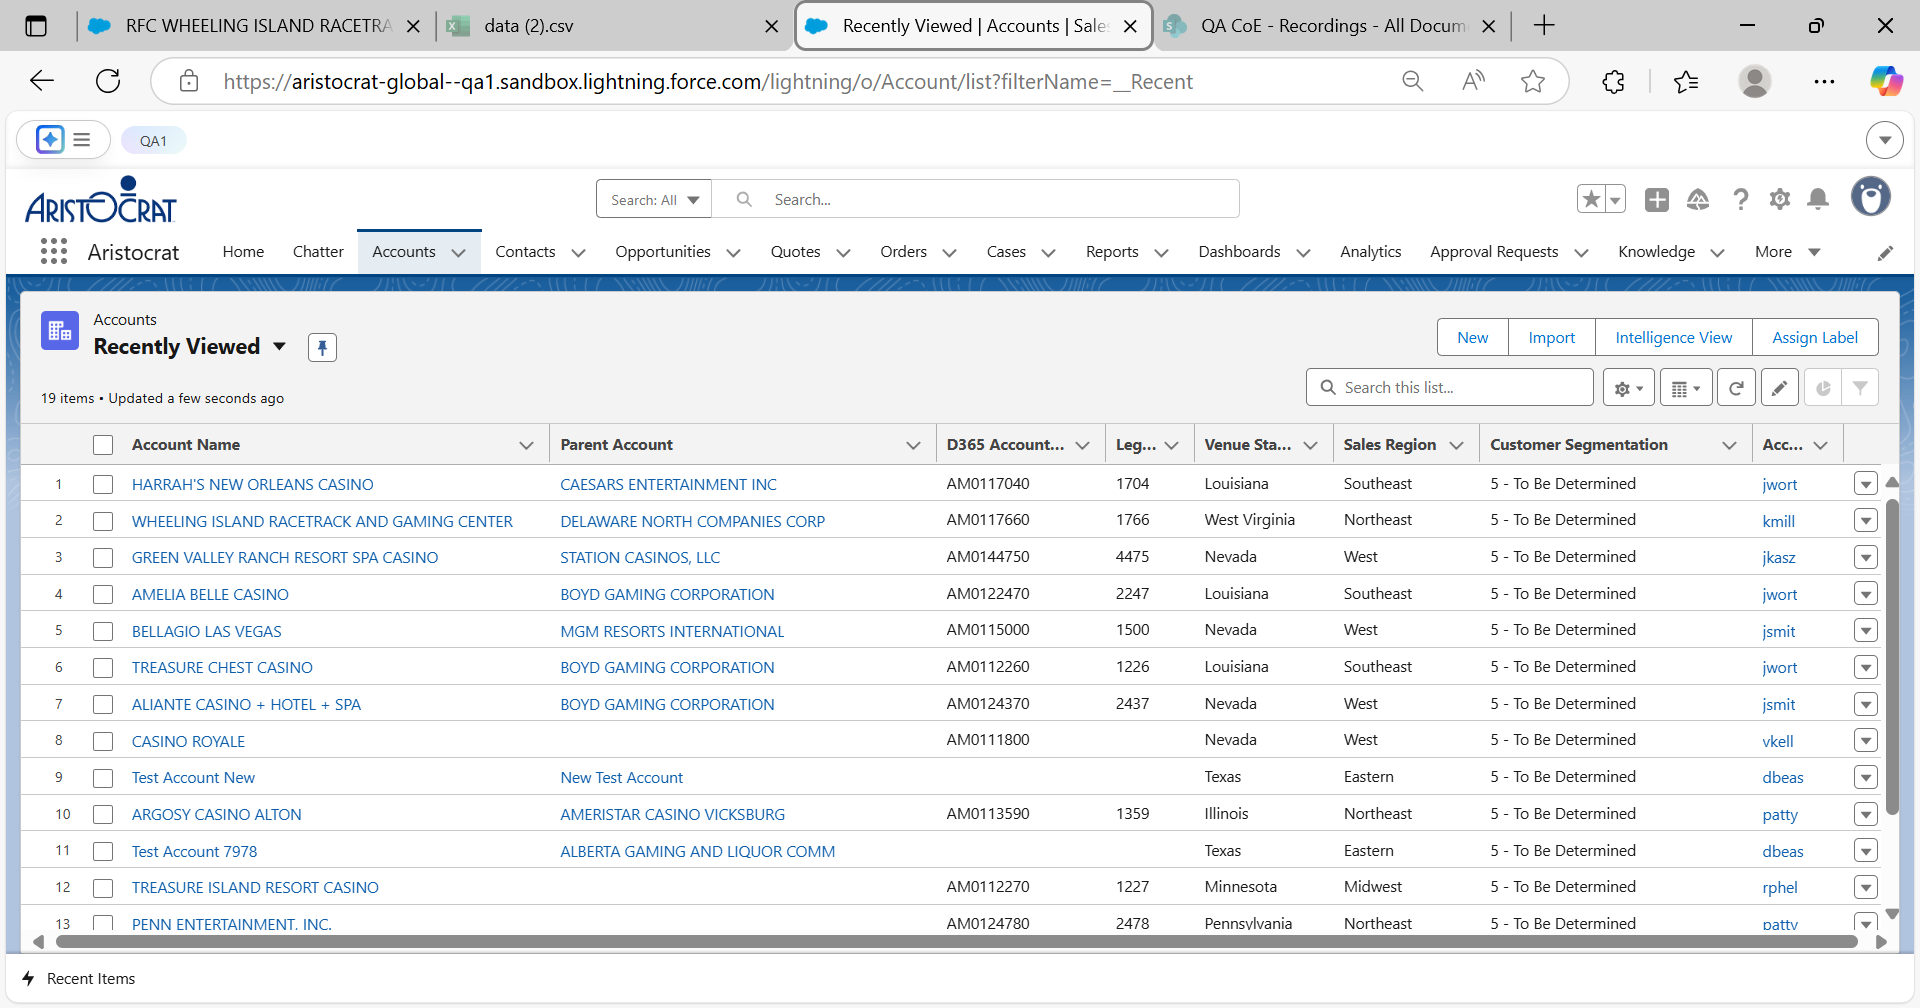 RFC WHEELING ISLAND RACETRA
data (2).csv
Recently Viewed | Accounts | Sales
QA CoE - Recordings - All Docum
https://aristocrat-global--qa1.sandbox.lightning.force.com/lightning/o/Account/list?filterName=__Recent
QA1
ARISTOCRAT
Search: All
Search...
Aristocrat
Home
Chatter
Accounts
Contacts
Opportunities
Quotes
Orders
Cases
Reports
Dashboards
Analytics
Approval Requests
Knowledge
More
Accounts
Recently Viewed
New
Import
Intelligence View
Assign Label
19 items • Updated a few seconds ago
Search this list...
Account Name Parent Account D365 Account... Leg... Venue Sta... Sales Region Customer Segmentation Acc...
1 HARRAH'S NEW ORLEANS CASINO CAESARS ENTERTAINMENT INC AM0117040 1704 Louisiana Southeast 5 - To Be Determined jwort
2 WHEELING ISLAND RACETRACK AND GAMING CENTER DELAWARE NORTH COMPANIES CORP AM0117660 1766 West Virginia Northeast 5 - To Be Determined kmill
3 GREEN VALLEY RANCH RESORT SPA CASINO STATION CASINOS, LLC AM0144750 4475 Nevada West 5 - To Be Determined jkasz
4 AMELIA BELLE CASINO BOYD GAMING CORPORATION AM0122470 2247 Louisiana Southeast 5 - To Be Determined jwort
5 BELLAGIO LAS VEGAS MGM RESORTS INTERNATIONAL AM0115000 1500 Nevada West 5 - To Be Determined jsmit
6 TREASURE CHEST CASINO BOYD GAMING CORPORATION AM0112260 1226 Louisiana Southeast 5 - To Be Determined jwort
7 ALIANTE CASINO + HOTEL + SPA BOYD GAMING CORPORATION AM0124370 2437 Nevada West 5 - To Be Determined jsmit
8 CASINO ROYALE AM0111800 Nevada West 5 - To Be Determined vkell
9 Test Account New New Test Account Texas Eastern 5 - To Be Determined dbeas
10 ARGOSY CASINO ALTON AMERISTAR CASINO VICKSBURG AM0113590 1359 Illinois Northeast 5 - To Be Determined patty
11 Test Account 7978 ALBERTA GAMING AND LIQUOR COMM Texas Eastern 5 - To Be Determined dbeas
12 TREASURE ISLAND RESORT CASINO AM0112270 1227 Minnesota Midwest 5 - To Be Determined rphel
13 PENN ENTERTAINMENT, INC. AM0124780 2478 Pennsylvania Northeast 5 - To Be Determined patty
Recent Items